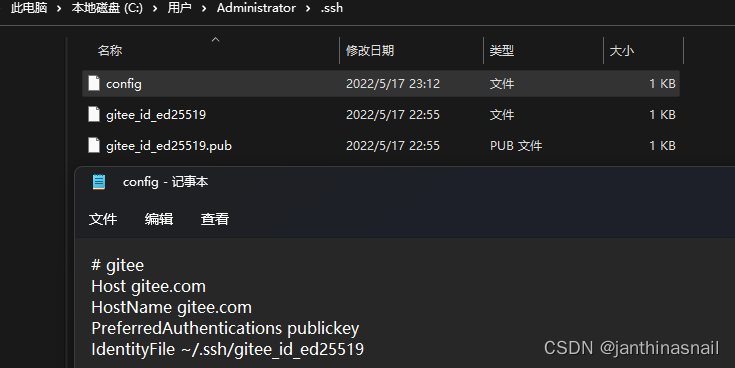 此电脑 > 本地磁盘 (C:) > 用户 > Administrator > .ssh
名称 修改日期 类型 大小
config 2022/5/17 23:12 文件 1 KB
gitee_id_ed25519 2022/5/17 22:55 文件 1 KB
gitee_id_ed25519.pub 2022/5/17 22:55 PUB 文件 1 KB
config - 记事本
文件 编辑 查看
# gitee
Host gitee.com
HostName gitee.com
PreferredAuthentications publickey
IdentityFile ~/.ssh/gitee_id_ed25519
CSDN @janthinasnail